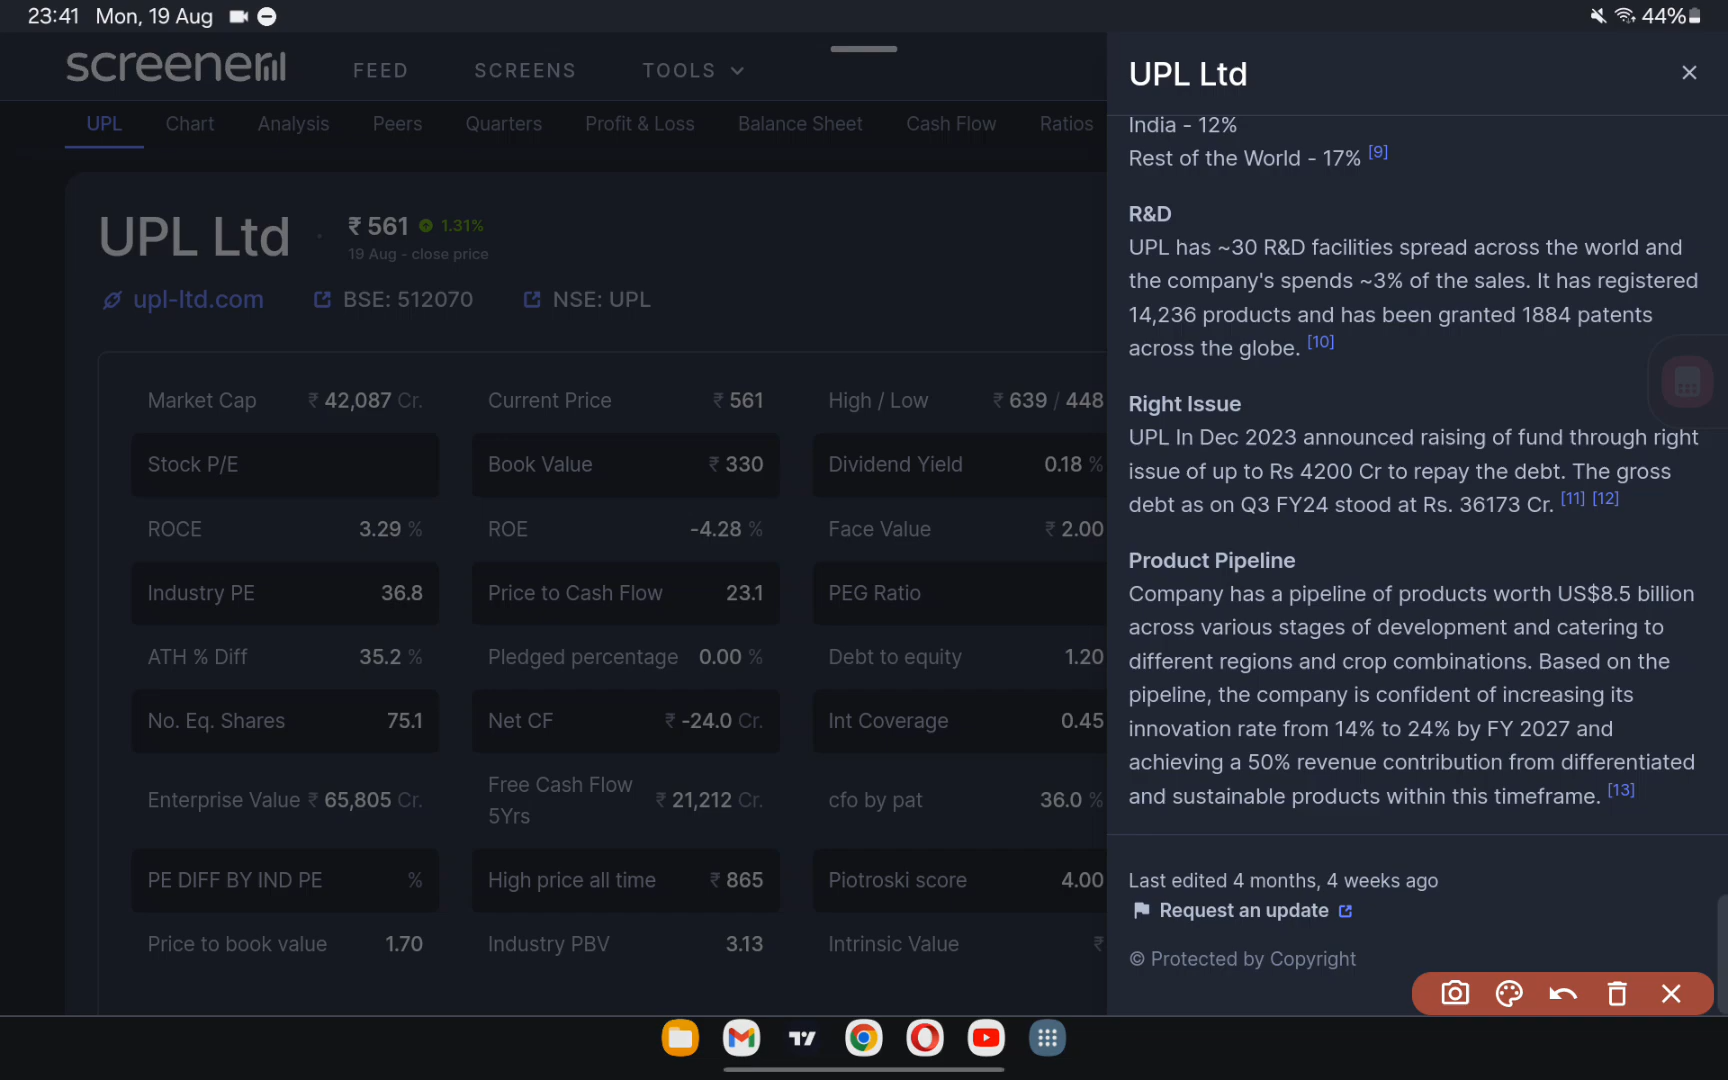 23:41 Mon, 19 Aug
44%
screener
FEED SCREENS TOOLS
UPL Chart Analysis Peers Quarters Profit & Loss Balance Sheet Cash Flow Ratios
UPL Ltd
₹ 561 1.31%
19 Aug - close price
upl-ltd.com BSE: 512070 NSE: UPL
Market Cap ₹ 42,087 Cr. Current Price ₹ 561 High / Low ₹ 639 / 448
Stock P/E Book Value ₹ 330 Dividend Yield 0.18 %
ROCE 3.29 % ROE -4.28 % Face Value ₹ 2.00
Industry PE 36.8 Price to Cash Flow 23.1 PEG Ratio
ATH % Diff 35.2 % Pledged percentage 0.00 % Debt to equity 1.20
No. Eq. Shares 75.1 Net CF ₹ -24.0 Cr. Int Coverage 0.45
Enterprise Value ₹ 65,805 Cr. Free Cash Flow ₹ 21,212 Cr. cfo by pat 36.0 %
5Yrs
PE DIFF BY IND PE % High price all time ₹ 865 Piotroski score 4.00
Price to book value 1.70 Industry PBV 3.13 Intrinsic Value ₹
UPL Ltd
India - 12%
Rest of the World - 17% [9]
R&D
UPL has ~30 R&D facilities spread across the world and
the company's spends ~3% of the sales. It has registered
14,236 products and has been granted 1884 patents
across the globe. [10]
Right Issue
UPL In Dec 2023 announced raising of fund through right
issue of up to Rs 4200 Cr to repay the debt. The gross
debt as on Q3 FY24 stood at Rs. 36173 Cr. [11] [12]
Product Pipeline
Company has a pipeline of products worth US$8.5 billion
across various stages of development and catering to
different regions and crop combinations. Based on the
pipeline, the company is confident of increasing its
innovation rate from 14% to 24% by FY 2027 and
achieving a 50% revenue contribution from differentiated
and sustainable products within this timeframe. [13]
Last edited 4 months, 4 weeks ago
Request an update
© Protected by Copyright